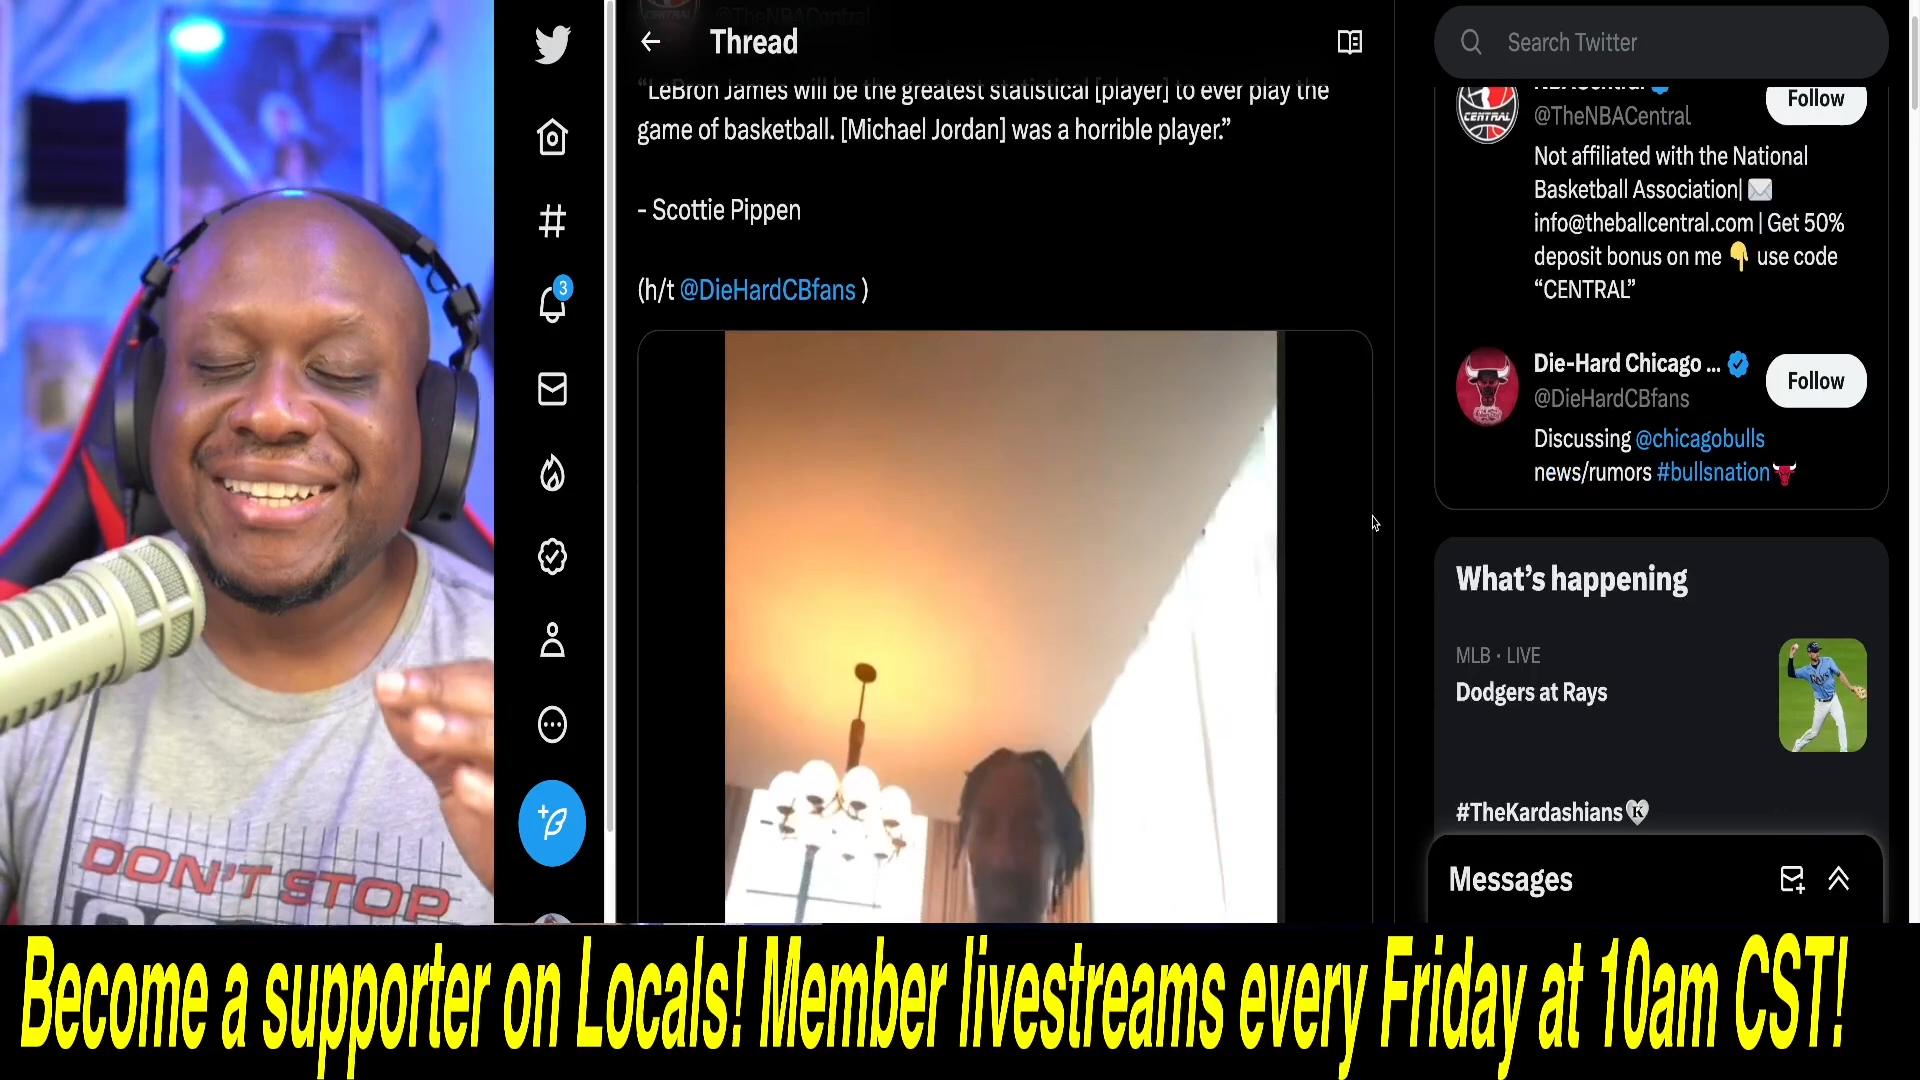 DON'T STOP
Thread
“LeBron James will be the greatest statistical [player] to ever play the
game of basketball. [Michael Jordan] was a horrible player.”
- Scottie Pippen
(h/t @DieHardCBfans )
3
Search Twitter
@TheNBACentral
Follow
CENTRAL
Not affiliated with the National
Basketball Association| ✉️
info@theballcentral.com | Get 50%
deposit bonus on me 👇 use code
“CENTRAL”
Die-Hard Chicago ...
Follow
@DieHardCBfans
Discussing @chicagobulls
news/rumors #bullsnation
What’s happening
MLB · LIVE
Dodgers at Rays
#TheKardashians
Messages
Become a supporter on Locals! Member livestreams every Friday at 10am CST!